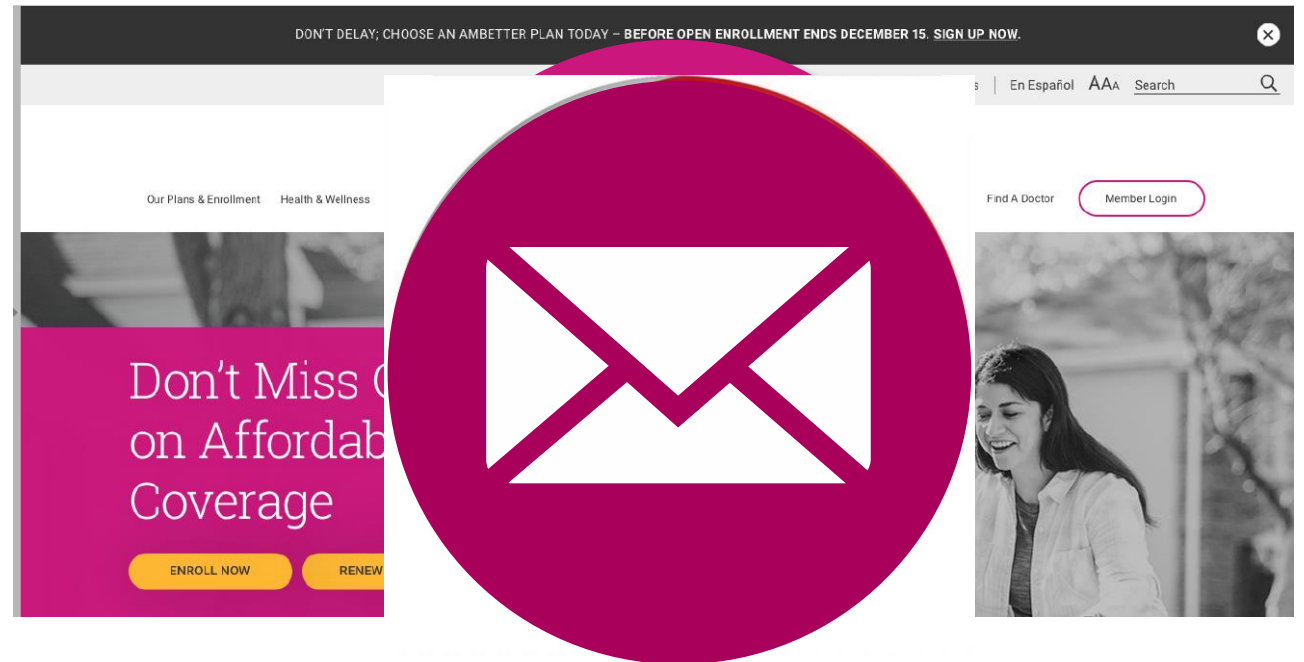 DON'T DELAY; CHOOSE AN AMBETTER PLAN TODAY – BEFORE OPEN ENROLLMENT ENDS DECEMBER 15. SIGN UP NOW.
En Español AAA Search
Our Plans & Enrollment Health & Wellness Find A Doctor Member Login
Don't Miss
on Affordab
Coverage
ENROLL NOW RENEW